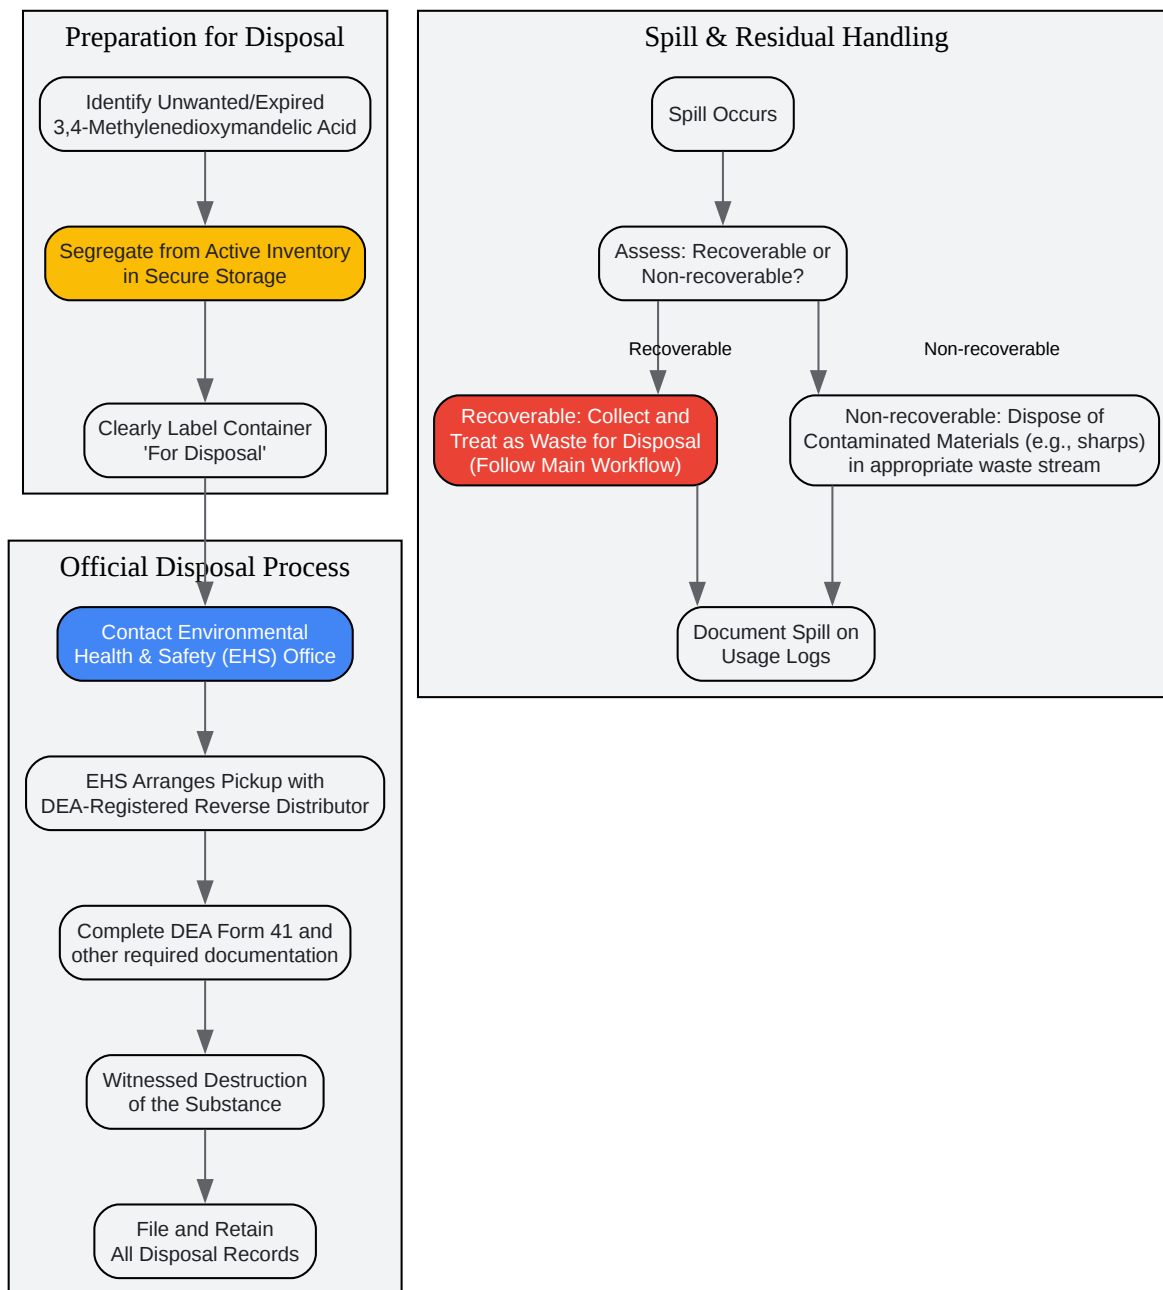 Preparation for Disposal
Identify Unwanted/Expired
3,4-Methylenedioxymandelic Acid
Segregate from Active Inventory
in Secure Storage
Clearly Label Container
'For Disposal'
Official Disposal Process
Contact Environmental
Health & Safety (EHS) Office
EHS Arranges Pickup with
DEA-Registered Reverse Distributor
Complete DEA Form 41 and
other required documentation
Witnessed Destruction
of the Substance
File and Retain
All Disposal Records
Spill & Residual Handling
Spill Occurs
Assess: Recoverable or
Non-recoverable?
Recoverable
Non-recoverable
Recoverable: Collect and
Treat as Waste for Disposal
(Follow Main Workflow)
Non-recoverable: Dispose of
Contaminated Materials (e.g., sharps)
in appropriate waste stream
Document Spill on
Usage Logs